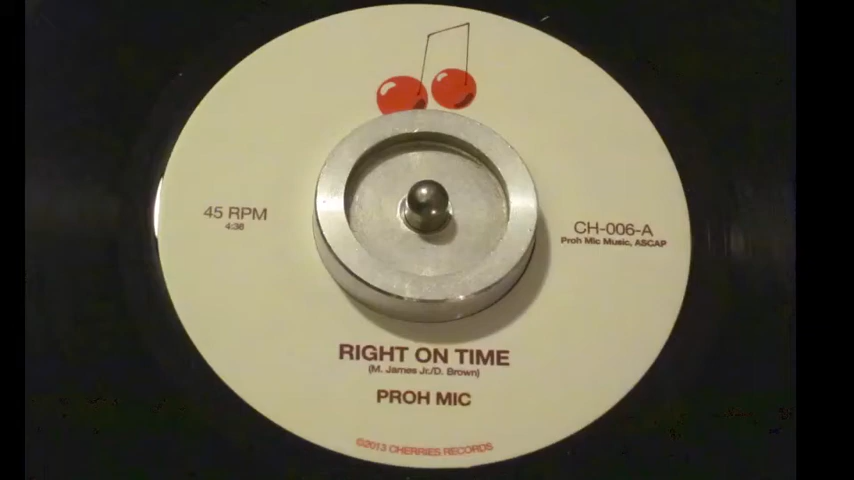 45 RPM
4:38
CH-006-A
Proh Mic Music, ASCAP
RIGHT ON TIME
(M. James Jr./D. Brown)
PROH MIC
©2013 CHERRIES RECORDS